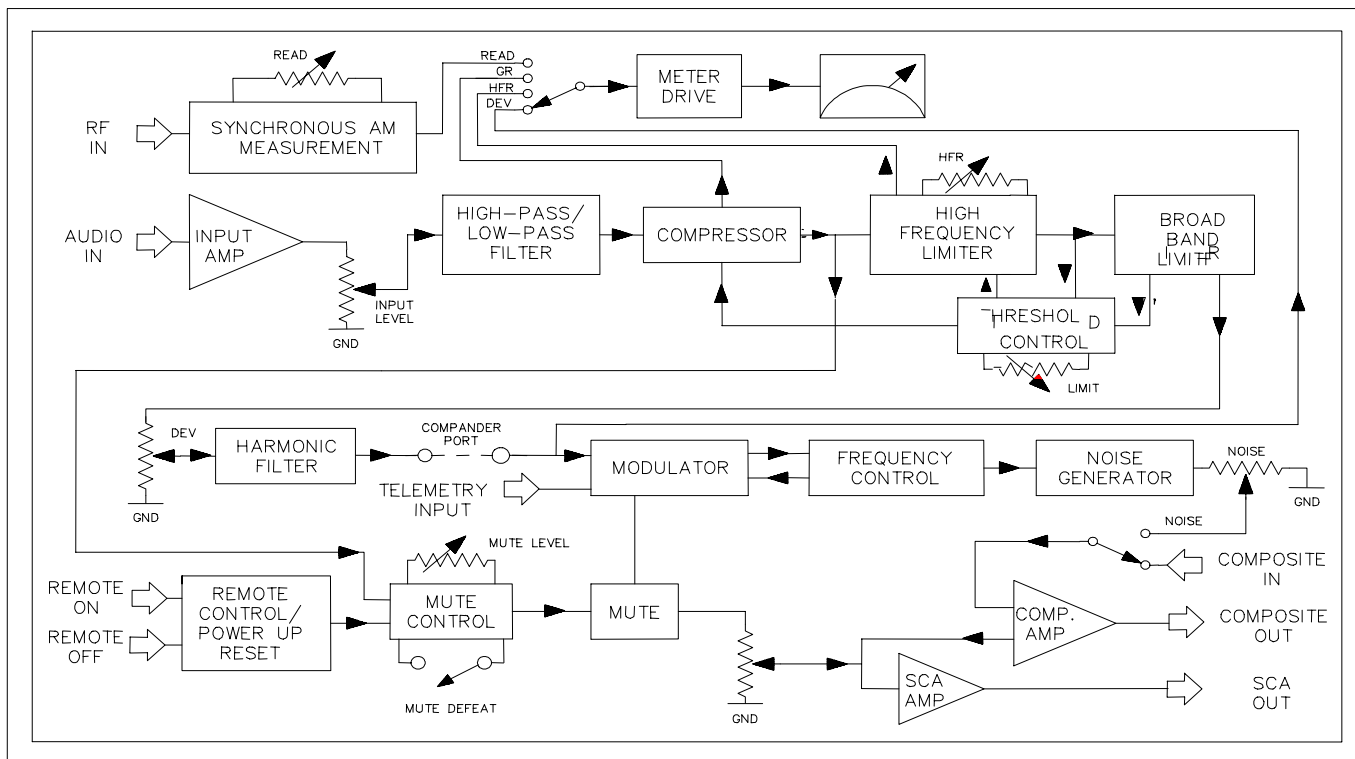 READ
READ
GR
HFR
DEV
METER
DRIVE
RF
IN
SYNCHRONOUS AM
MEASUREMENT
HFR
AUDIO
IN
INPUT
AMP
HIGH-PASS/
LOW-PASS
FILTER
COMPRESSOR
HIGH
FREQUENCY
LIMITER
BROAD
BAND
LIMITER
INPUT
LEVEL
GND
THRESHOLD
CONTROL
LIMIT
DEV
HARMONIC
FILTER
COMPANDER
PORT
MODULATOR
FREQUENCY
CONTROL
NOISE
GENERATOR
NOISE
GND
GND
TELEMETRY
INPUT
NOISE
MUTE LEVEL
COMPOSITE
IN
REMOTE
ON
REMOTE
OFF
REMOTE
CONTROL/
POWER UP
RESET
MUTE
CONTROL
MUTE
COMP.
AMP
COMPOSITE
OUT
MUTE DEFEAT
GND
SCA
AMP
SCA
OUT